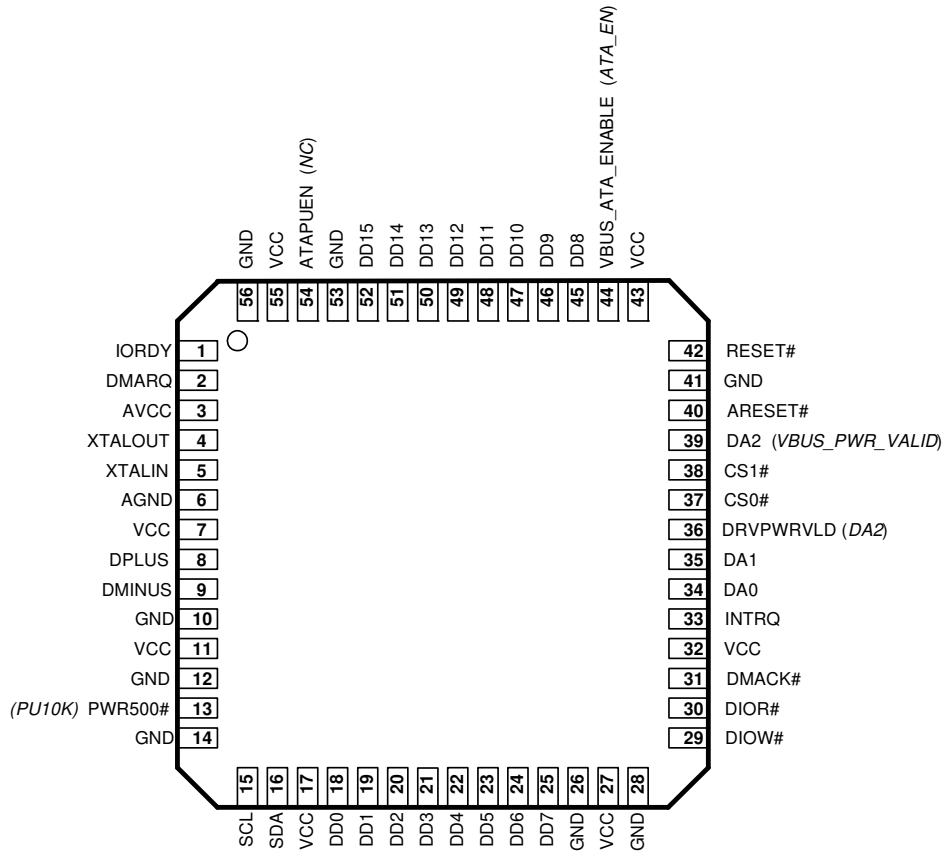 VBUS_ATA_ENABLE (ATA_EN)
ATAPUEN (NC)
GND
VCC
GND
DD15
DD14
DD13
DD12
DD11
DD10
DD9
DD8
VCC
56
55
54
53
52
51
50
49
48
47
46
45
44
43
IORDY 1
DMARQ 2
AVCC 3
XTALOUT 4
XTALIN 5
AGND 6
VCC 7
DPLUS 8
DMINUS 9
GND 10
VCC 11
GND 12
(PU10K) PWR500# 13
GND 14
42 RESET#
41 GND
40 ARESET#
39 DA2 (VBUS_PWR_VALID)
38 CS1#
37 CS0#
36 DRVPWRVLD (DA2)
35 DA1
34 DA0
33 INTRQ
32 VCC
31 DMACK#
30 DIOR#
29 DIOW#
15
16
17
18
19
20
21
22
23
24
25
26
27
28
SCL
SDA
VCC
DD0
DD1
DD2
DD3
DD4
DD5
DD6
DD7
GND
VCC
GND